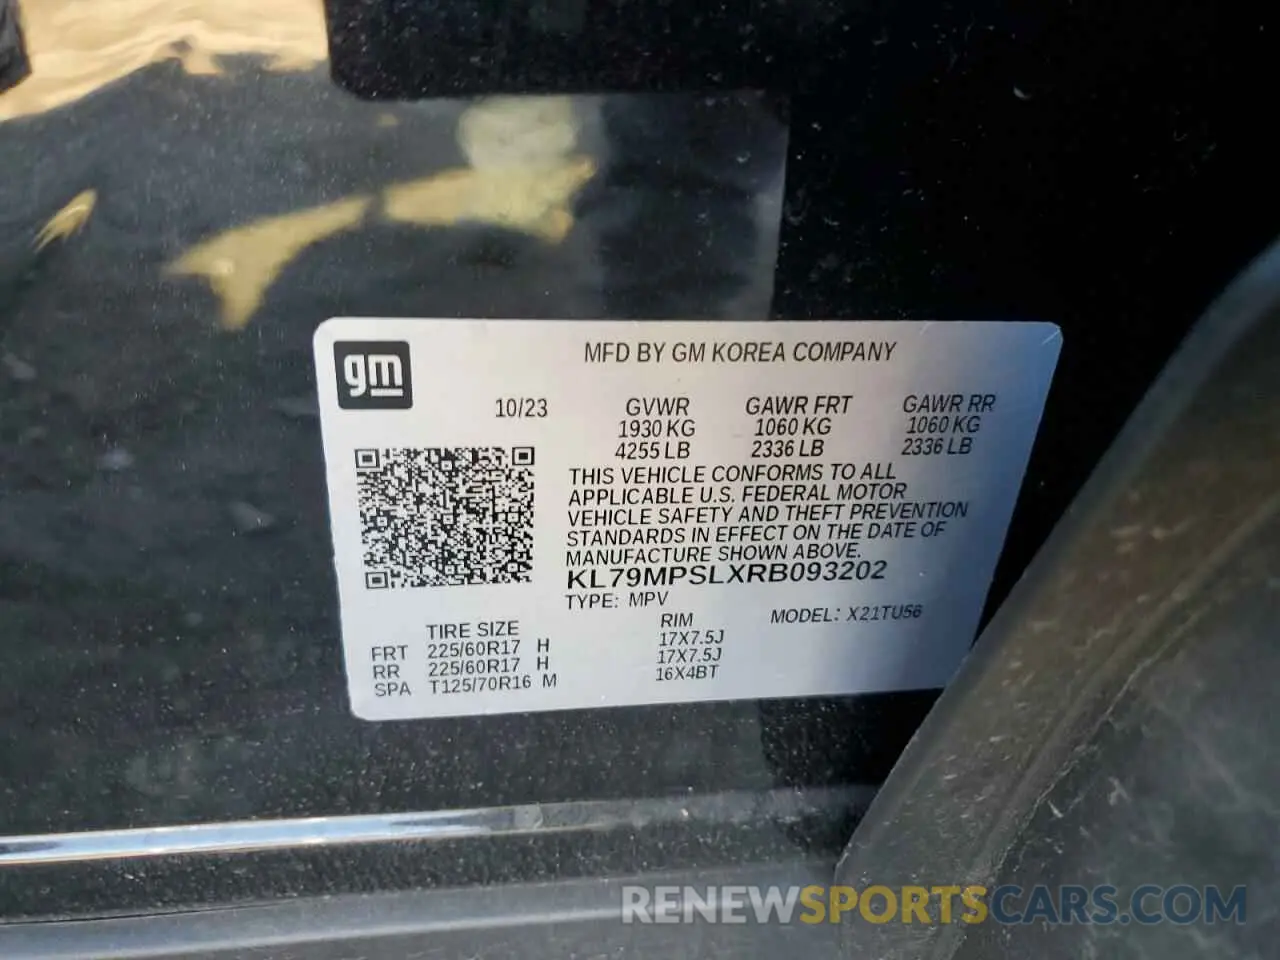 gm
MFD BY GM KOREA COMPANY
10/23
GVWR GAWR FRT GAWR RR
1930 KG 1060 KG 1060 KG
4255 LB 2336 LB 2336 LB
THIS VEHICLE CONFORMS TO ALL
APPLICABLE U.S. FEDERAL MOTOR
VEHICLE SAFETY AND THEFT PREVENTION
STANDARDS IN EFFECT ON THE DATE OF
MANUFACTURE SHOWN ABOVE.
KL79MPSLXRB093202
TYPE: MPV
MODEL: X21TU56
TIRE SIZE RIM
FRT 225/60R17 H 17X7.5J
RR 225/60R17 H 17X7.5J
SPA T125/70R16 M 16X4BT
RENEWSPORTSCARS.COM